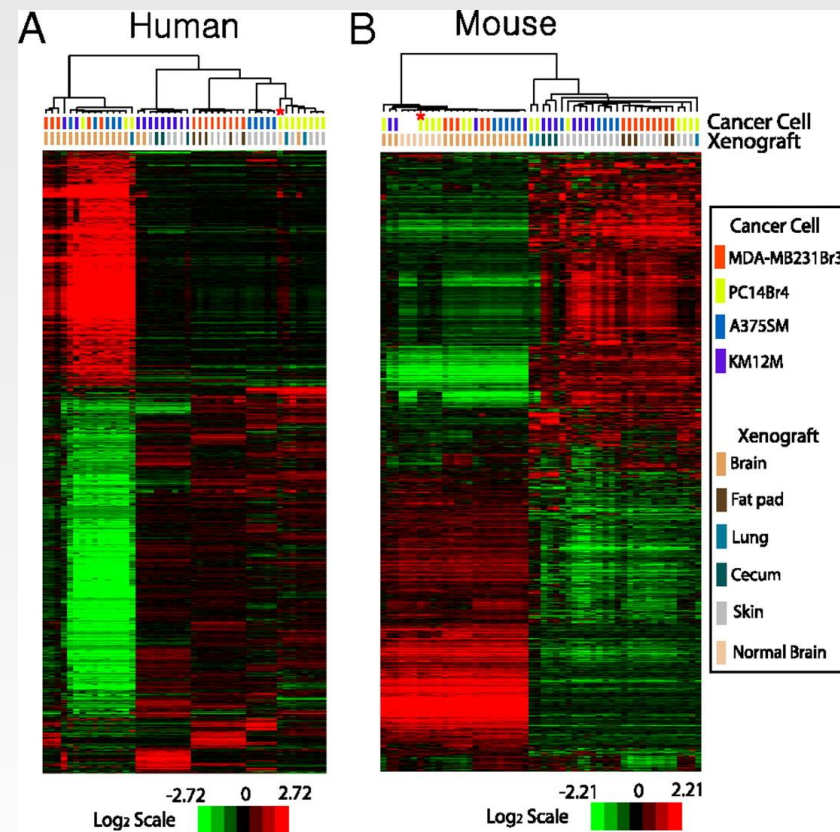 A
Human
B
Mouse
*
*
Cancer Cell
Xenograft
Cancer Cell
MDA-MB231Br3
PC14Br4
A375SM
KM12M
Xenograft
Brain
Fat pad
Lung
Cecum
Skin
Normal Brain
-2.72 0 2.72
Log2 Scale
-2.21 0 2.21
Log2 Scale